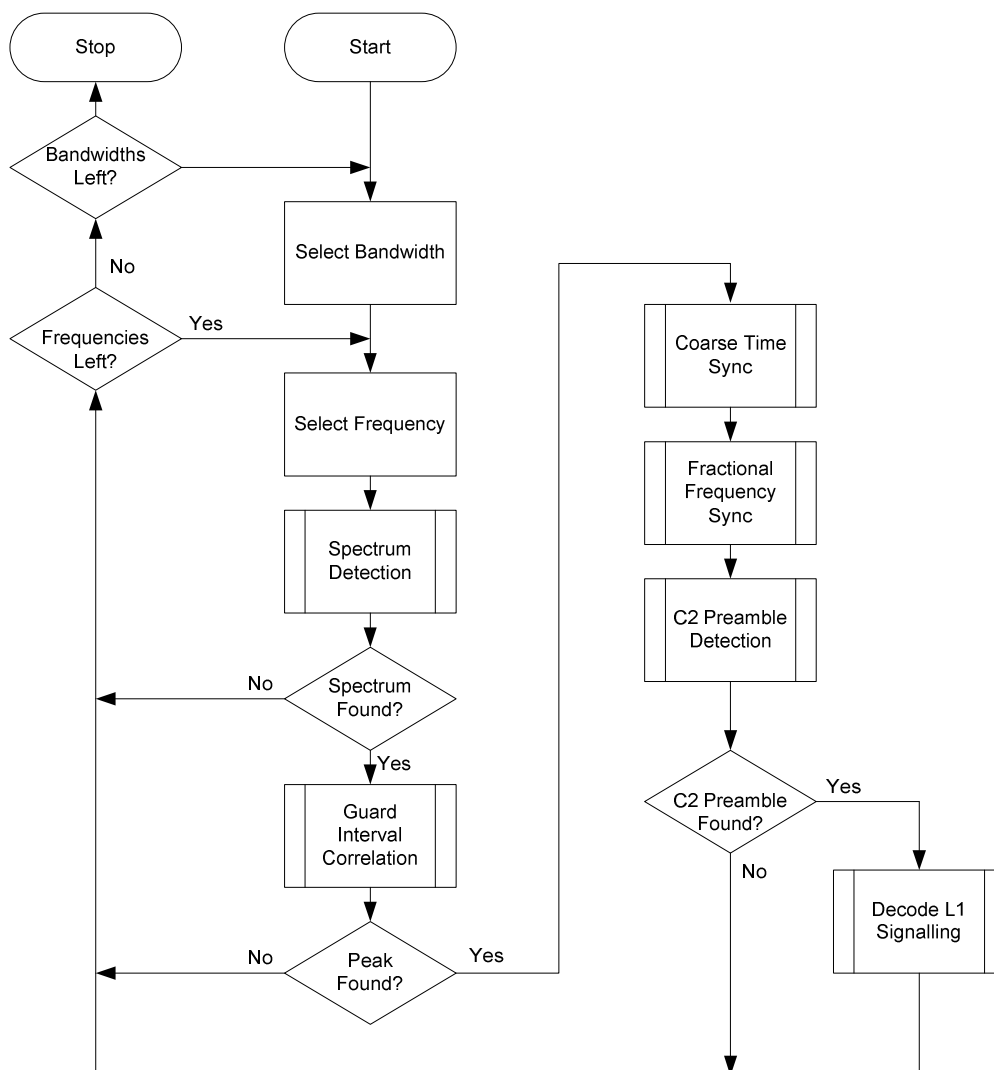 Stop
Start
Bandwidths
Left?
Select Bandwidth
No
Frequencies
Left?
Yes
Select Frequency
Spectrum
Detection
No
Spectrum
Found?
Yes
Guard
Interval
Correlation
No
Peak
Found?
Yes
Coarse Time
Sync
Fractional
Frequency
Sync
C2 Preamble
Detection
C2 Preamble
Found?
Yes
No
Decode L1
Signalling